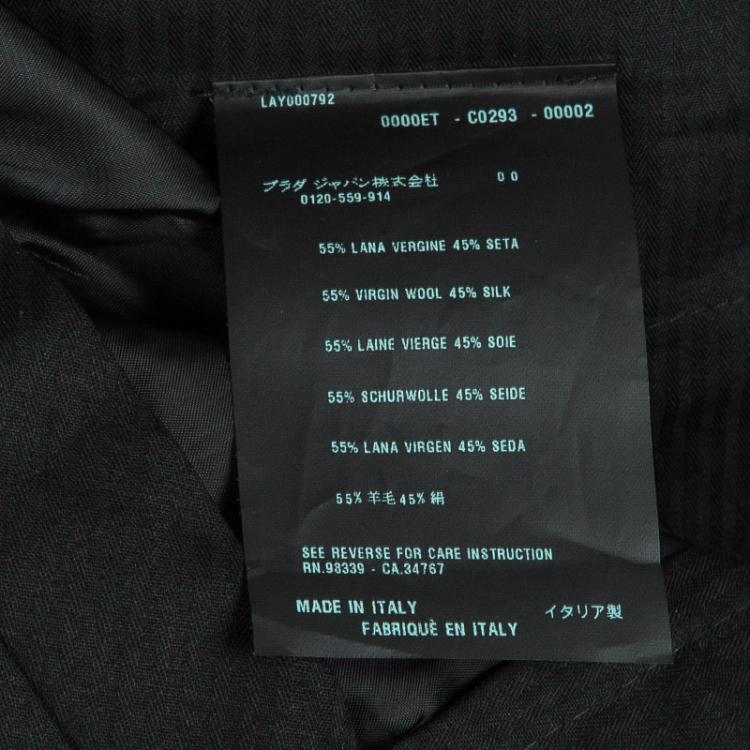 LAY000792
0000ET - C0293 - 00002
プラダ ジャパン株式会社 0 0
0120-559-914
55% LANA VERGINE 45% SETA
55% VIRGIN WOOL 45% SILK
55% LAINE VIERGE 45% SOIE
55% SCHURWOLLE 45% SEIDE
55% LANA VIRGEN 45% SEDA
55% 羊毛 45% 絹
SEE REVERSE FOR CARE INSTRUCTION
RN.98339 - CA.34767
MADE IN ITALY イタリア製
FABRIQUÈ EN ITALY